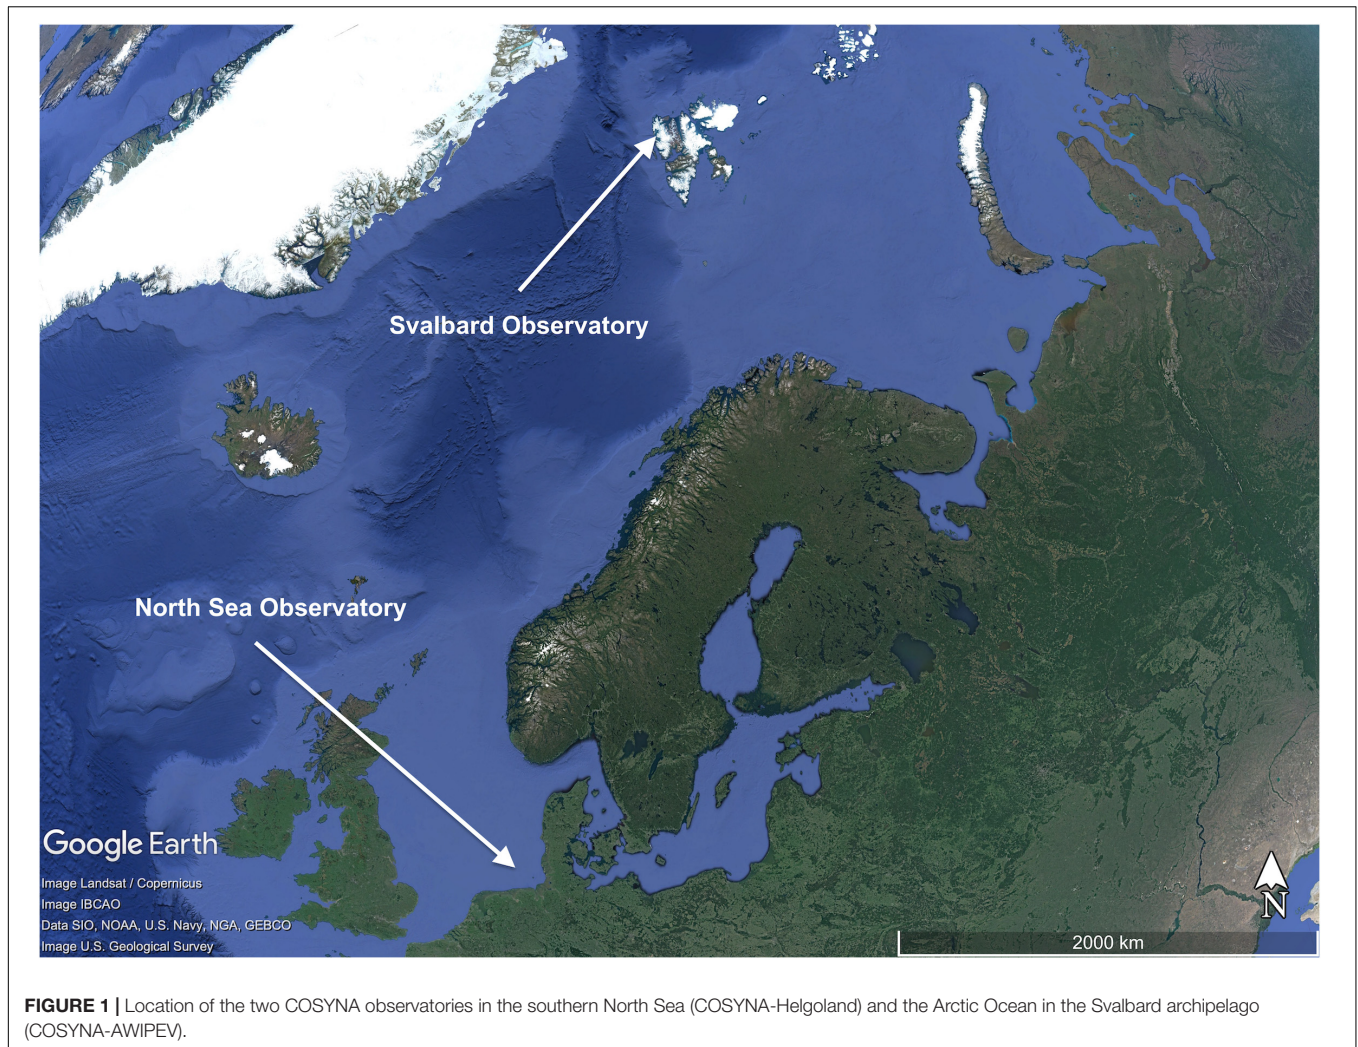 Svalbard Observatory
North Sea Observatory
Google Earth
Image Landsat / Copernicus
Image IBCAO
Data SIO, NOAA, U.S. Navy, NGA, GEBCO
Image U.S. Geological Survey
N
2000 km
FIGURE 1 | Location of the two COSYNA observatories in the southern North Sea (COSYNA-Helgoland) and the Arctic Ocean in the Svalbard archipelago
(COSYNA-AWIPEV).